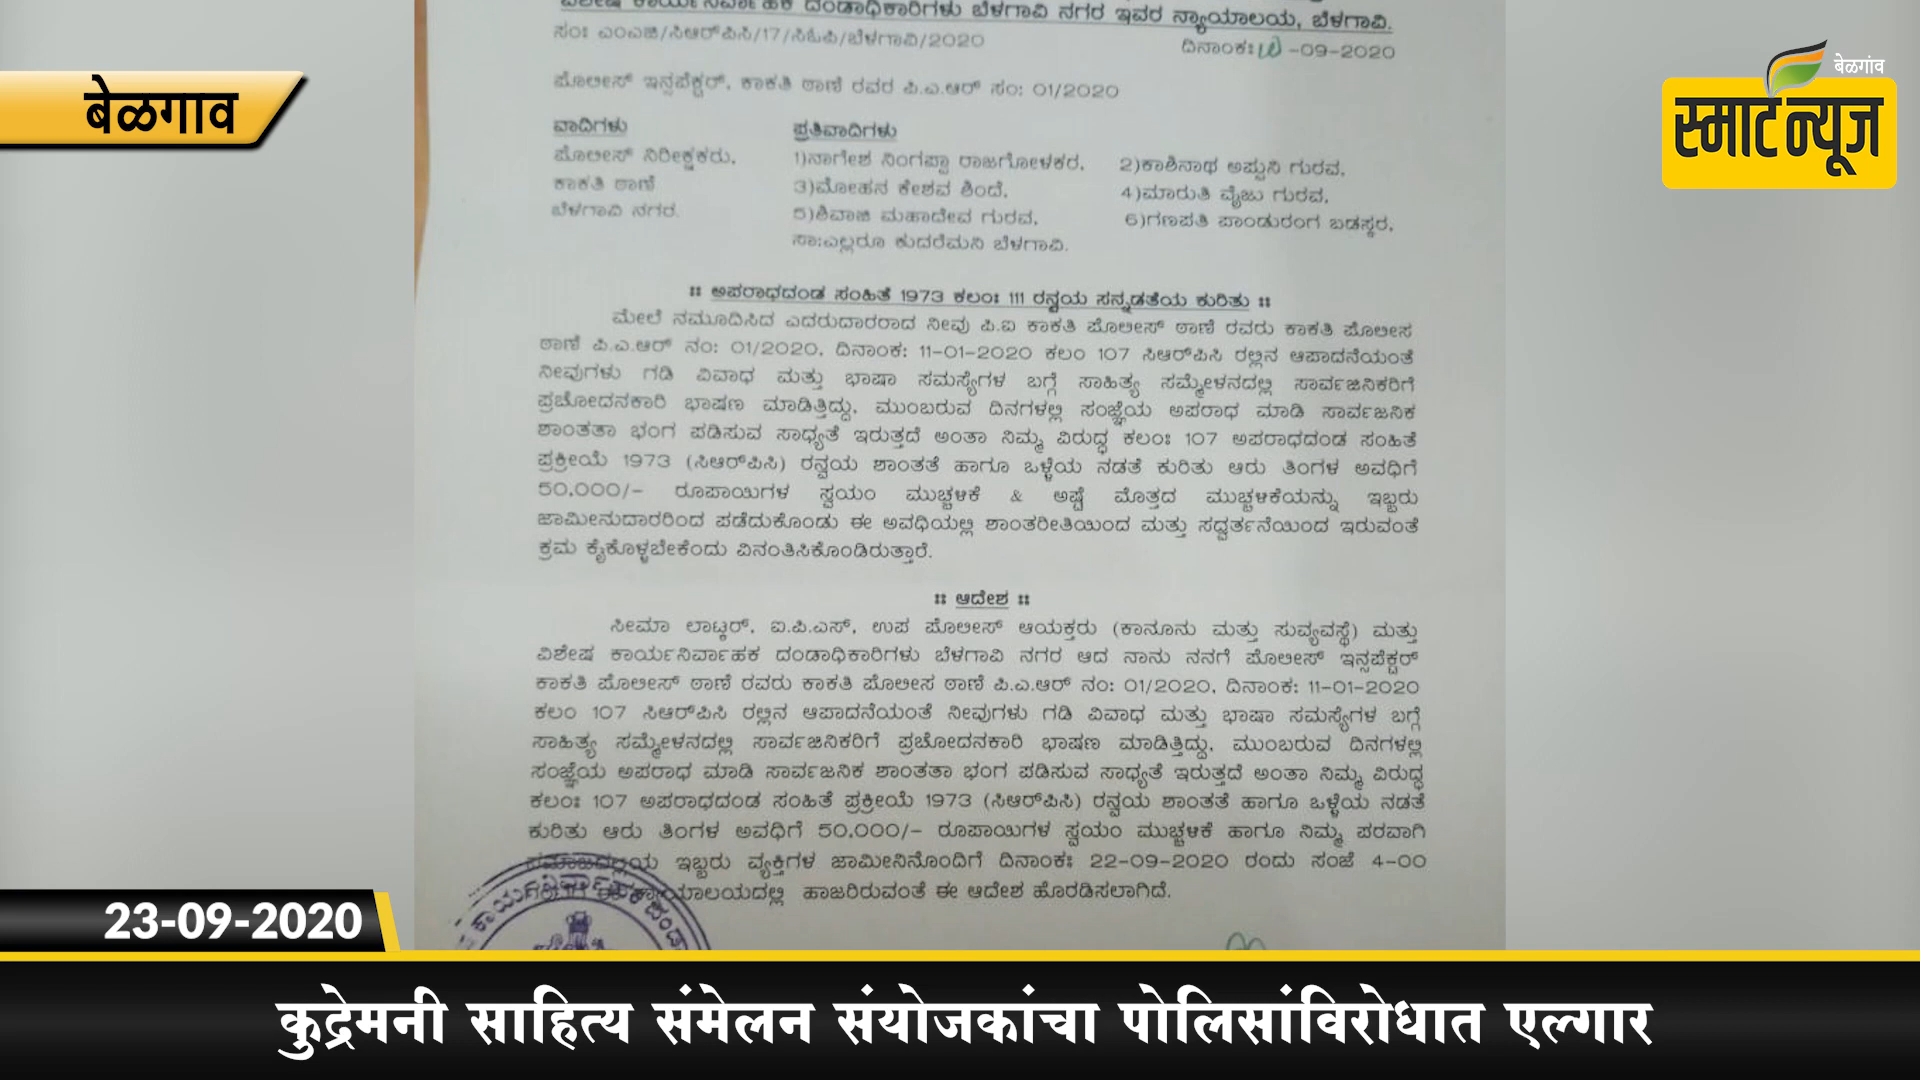 ವಿಶೇಷ ಕಾರ್ಯನಿರ್ವಾಹಕ ದಂಡಾಧಿಕಾರಿಗಳು ಬೆಳಗಾವಿ ನಗರ ಇವರ ನ್ಯಾಯಾಲಯ, ಬೆಳಗಾವಿ.
ಸಂಃ ಎಂಎಜಿ/ಸಿಆರ್‌ಪಿಸಿ/17/ಸಿಓಪಿ/ಬೆಳಗಾವಿ/2020
ದಿನಾಂಕಃ -09-2020
बेळगांव
स्मार्ट न्यूज
बेळगाव
ಪೊಲೀಸ್ ಇನ್ಸಪೆಕ್ಟರ್, ಕಾಕತಿ ಠಾಣೆ ರವರ ಪಿ.ಎ.ಆರ್ ಸಂ: 01/2020
ವಾದಿಗಳು
ಪ್ರತಿವಾದಿಗಳು
ಪೊಲೀಸ್ ನಿರೀಕ್ಷಕರು,
1)ನಾಗೇಶ ನಿಂಗಪ್ಪಾ ರಾಜಗೋಳಕರ,
2)ಕಾಶಿನಾಥ ಅಪ್ಪುನಿ ಗುರವ,
ಕಾಕತಿ ಠಾಣೆ
3)ಮೋಹನ ಕೇಶವ ಶಿಂದೆ,
4)ಮಾರುತಿ ವೈಜು ಗುರವ,
ಬೆಳಗಾವಿ ನಗರ.
5)ಶಿವಾಜಿ ಮಹಾದೇವ ಗುರವ,
6)ಗಣಪತಿ ಪಾಂಡುರಂಗ ಬಡಸ್ಕರ,
ಸಾ:ಎಲ್ಲರೂ ಕುದರೆಮನಿ ಬೆಳಗಾವಿ.
:: ಅಪರಾಧದಂಡ ಸಂಹಿತೆ 1973 ಕಲಂಃ 111 ರನ್ವಯ ಸನ್ನಡತೆಯ ಕುರಿತು ::
ಮೇಲೆ ನಮೂದಿಸಿದ ಎದರುದಾರರಾದ ನೀವು ಪಿ.ಐ ಕಾಕತಿ ಪೊಲೀಸ್ ಠಾಣೆ ರವರು ಕಾಕತಿ ಪೊಲೀಸ
ಠಾಣೆ ಪಿ.ಎ.ಆರ್ ನಂ: 01/2020, ದಿನಾಂಕ: 11-01-2020 ಕಲಂ 107 ಸಿಆರ್‌ಪಿಸಿ ರಲ್ಲಿನ ಆಪಾದನೆಯಂತೆ
ನೀವುಗಳು ಗಡಿ ವಿವಾಧ ಮತ್ತು ಭಾಷಾ ಸಮಸ್ಯೆಗಳ ಬಗ್ಗೆ ಸಾಹಿತ್ಯ ಸಮ್ಮೇಳನದಲ್ಲಿ ಸಾರ್ವಜನಿಕರಿಗೆ
ಪ್ರಚೋದನಕಾರಿ ಭಾಷಣ ಮಾಡಿತ್ತಿದ್ದು, ಮುಂಬರುವ ದಿನಗಳಲ್ಲಿ ಸಂಜ್ಞೆಯ ಅಪರಾಧ ಮಾಡಿ ಸಾರ್ವಜನಿಕ
ಶಾಂತತಾ ಭಂಗ ಪಡಿಸುವ ಸಾಧ್ಯತೆ ಇರುತ್ತದೆ ಅಂತಾ ನಿಮ್ಮ ವಿರುದ್ಧ ಕಲಂಃ 107 ಅಪರಾಧದಂಡ ಸಂಹಿತೆ
ಪ್ರಕ್ರೀಯೆ 1973 (ಸಿಆರ್‌ಪಿಸಿ) ರನ್ವಯ ಶಾಂತತೆ ಹಾಗೂ ಒಳ್ಳೆಯ ನಡತೆ ಕುರಿತು ಆರು ತಿಂಗಳ ಅವಧಿಗೆ
50,000/- ರೂಪಾಯಿಗಳ ಸ್ವಯಂ ಮುಚ್ಚಳಿಕೆ & ಅಷ್ಟೆ ಮೊತ್ತದ ಮುಚ್ಚಳಿಕೆಯನ್ನು ಇಬ್ಬರು
ಜಾಮೀನುದಾರರಿಂದ ಪಡೆದುಕೊಂಡು ಈ ಅವಧಿಯಲ್ಲಿ ಶಾಂತರೀತಿಯಿಂದ ಮತ್ತು ಸದ್ವರ್ತನೆಯಿಂದ ಇರುವಂತೆ
ಕ್ರಮ ಕೈಕೊಳ್ಳಬೇಕೆಂದು ವಿನಂತಿಸಿಕೊಂಡಿರುತ್ತಾರೆ.
:: ಆದೇಶ ::
ಸೀಮಾ ಲಾಟ್ಕರ್, ಐ.ಪಿ.ಎಸ್, ಉಪ ಪೊಲೀಸ್ ಆಯಕ್ತರು (ಕಾನೂನು ಮತ್ತು ಸುವ್ಯವಸ್ಥೆ) ಮತ್ತು
ವಿಶೇಷ ಕಾರ್ಯನಿರ್ವಾಹಕ ದಂಡಾಧಿಕಾರಿಗಳು ಬೆಳಗಾವಿ ನಗರ ಆದ ನಾನು ನನಗೆ ಪೊಲೀಸ್ ಇನ್ಸಪೆಕ್ಟರ್
ಕಾಕತಿ ಪೊಲೀಸ್ ಠಾಣೆ ರವರು ಕಾಕತಿ ಪೊಲೀಸ ಠಾಣೆ ಪಿ.ಎ.ಆರ್ ನಂ: 01/2020, ದಿನಾಂಕ: 11-01-2020
ಕಲಂ 107 ಸಿಆರ್‌ಪಿಸಿ ರಲ್ಲಿನ ಆಪಾದನೆಯಂತೆ ನೀವುಗಳು ಗಡಿ ವಿವಾಧ ಮತ್ತು ಭಾಷಾ ಸಮಸ್ಯೆಗಳ ಬಗ್ಗೆ
ಸಾಹಿತ್ಯ ಸಮ್ಮೇಳನದಲ್ಲಿ ಸಾರ್ವಜನಿಕರಿಗೆ ಪ್ರಚೋದನಕಾರಿ ಭಾಷಣ ಮಾಡಿತ್ತಿದ್ದು, ಮುಂಬರುವ ದಿನಗಳಲ್ಲಿ
ಸಂಜ್ಞೆಯ ಅಪರಾಧ ಮಾಡಿ ಸಾರ್ವಜನಿಕ ಶಾಂತತಾ ಭಂಗ ಪಡಿಸುವ ಸಾಧ್ಯತೆ ಇರುತ್ತದೆ ಅಂತಾ ನಿಮ್ಮ ವಿರುದ್ಧ
ಕಲಂಃ 107 ಅಪರಾಧದಂಡ ಸಂಹಿತೆ ಪ್ರಕ್ರೀಯೆ 1973 (ಸಿಆರ್‌ಪಿಸಿ) ರನ್ವಯ ಶಾಂತತೆ ಹಾಗೂ ಒಳ್ಳೆಯ ನಡತೆ
ಕುರಿತು ಆರು ತಿಂಗಳ ಅವಧಿಗೆ 50,000/- ರೂಪಾಯಿಗಳ ಸ್ವಯಂ ಮುಚ್ಚಳಿಕೆ ಹಾಗೂ ನಿಮ್ಮ ಪರವಾಗಿ
ಇಬ್ಬರು ವ್ಯಕ್ತಿಗಳ ಜಾಮೀನಿನೊಂದಿಗೆ ದಿನಾಂಕಃ 22-09-2020 ರಂದು ಸಂಜೆ 4-00
ಹಾಜರಿರುವಂತೆ ಈ ಆದೇಶ ಹೊರಡಿಸಲಾಗಿದೆ.
23-09-2020
कुद्रेमनी साहित्य संमेलन संयोजकांचा पोलिसांविरोधात एल्गार